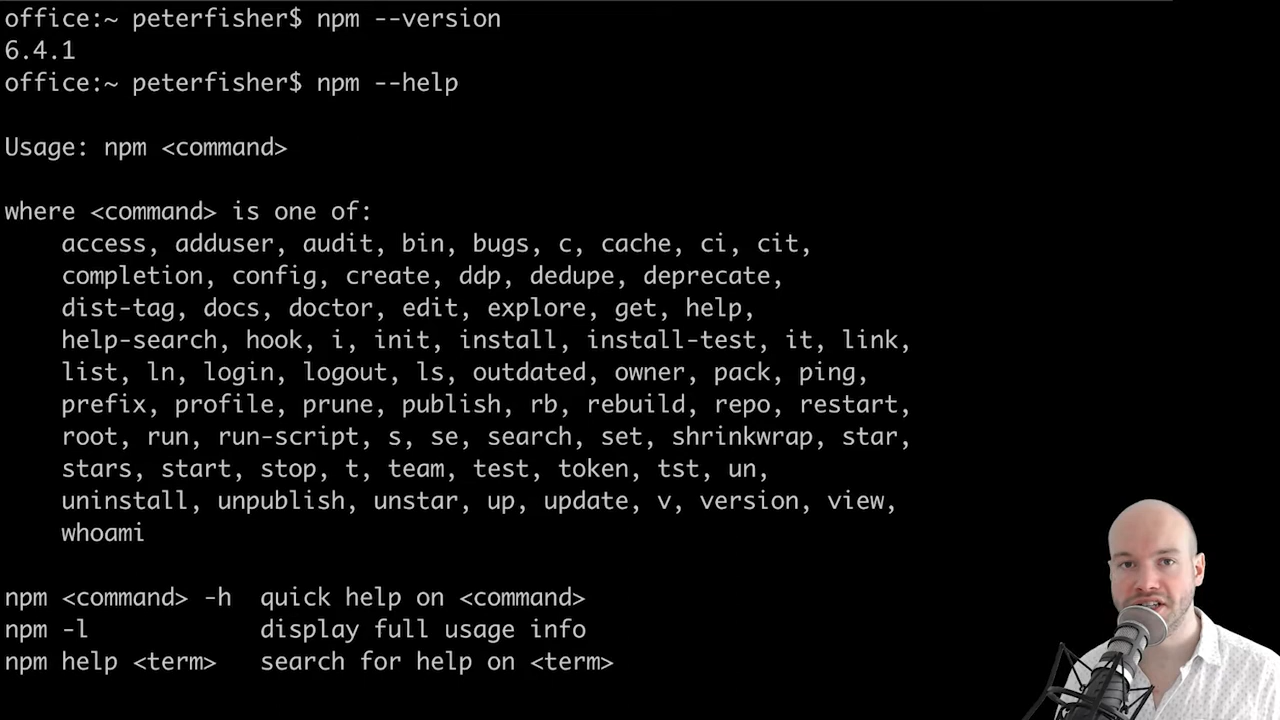 office:~ peterfisher$ npm --version
6.4.1
office:~ peterfisher$ npm --help
Usage: npm <command>
where <command> is one of:
access, adduser, audit, bin, bugs, c, cache, ci, cit,
completion, config, create, ddp, dedupe, deprecate,
dist-tag, docs, doctor, edit, explore, get, help,
help-search, hook, i, init, install, install-test, it, link,
list, ln, login, logout, ls, outdated, owner, pack, ping,
prefix, profile, prune, publish, rb, rebuild, repo, restart,
root, run, run-script, s, se, search, set, shrinkwrap, star,
stars, start, stop, t, team, test, token, tst, un,
uninstall, unpublish, unstar, up, update, v, version, view,
whoami
npm <command> -h  quick help on <command>
npm -l            display full usage info
npm help <term>   search for help on <term>